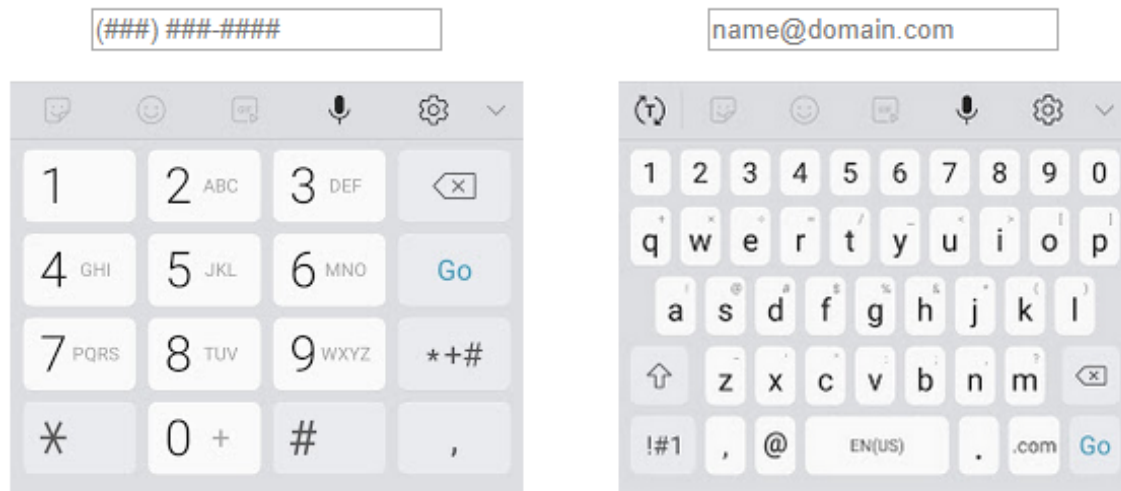 (###) ###-####
1 2 ABC 3 DEF
4 GHI 5 JKL 6 MNO Go
7 PQRS 8 TUV 9 WXYZ *+#
* 0 + # ,
name@domain.com
1 2 3 4 5 6 7 8 9 0
q w e r t y u i o p
a s d f g h j k l
z x c v b n m
!#1 , @ EN(US) . .com Go